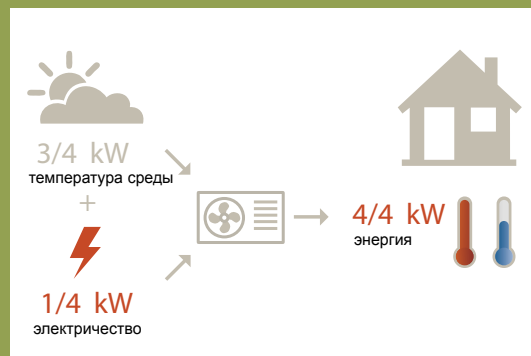 3/4 kW
температура среды
+
1/4 kW
электричество
4/4 kW
энергия